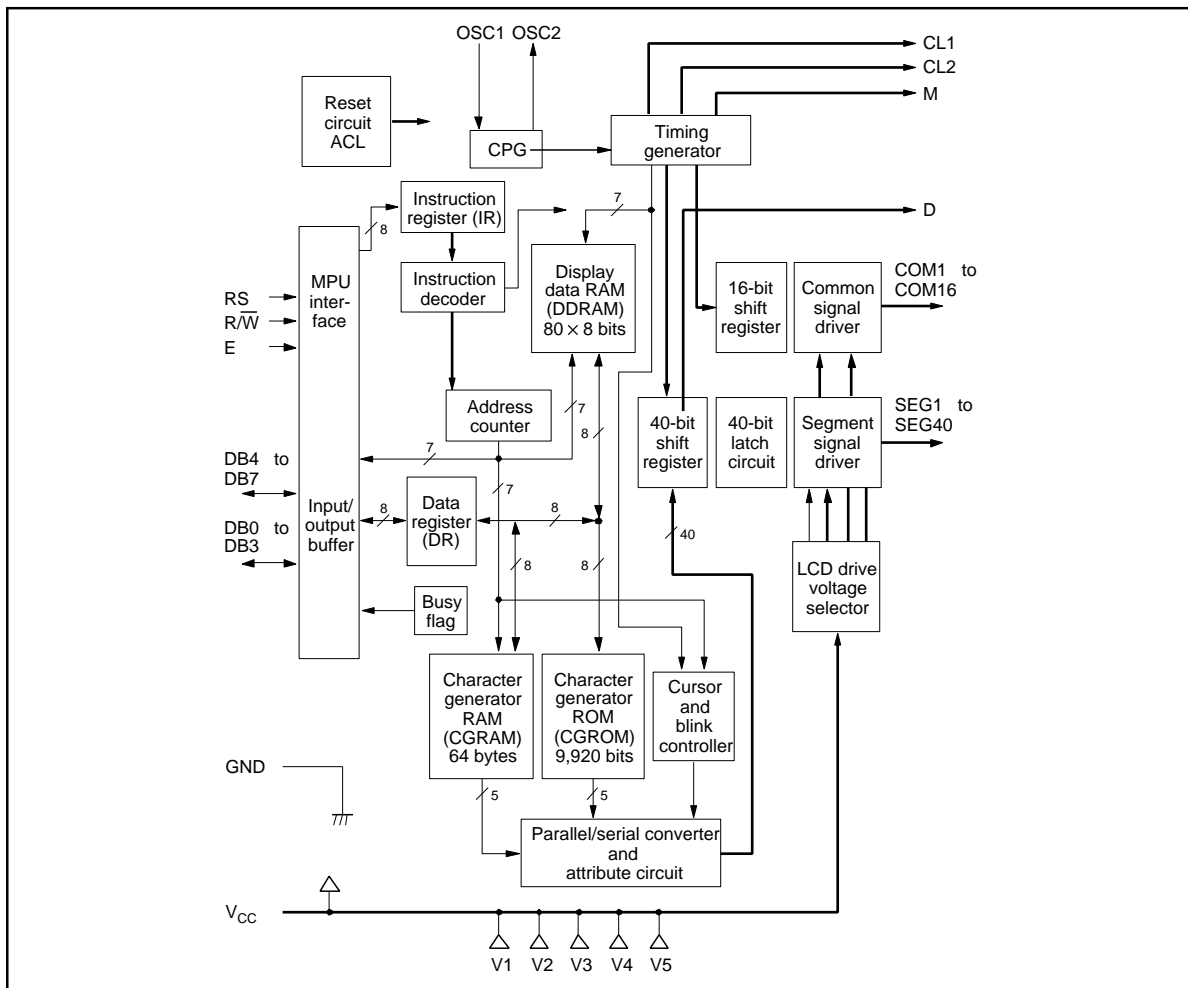 OSC1 OSC2
CL1
CL2
M
Reset
circuit
ACL
CPG
Timing
generator
7
Instruction
register (IR)
8
D
MPU
inter-
face
Instruction
decoder
Display
data RAM
(DDRAM)
80 × 8 bits
16-bit
shift
register
Common
signal
driver
COM1 to
COM16
RS
R/W̅
E
Address
counter
7
8
40-bit
shift
register
40-bit
latch
circuit
Segment
signal
driver
SEG1 to
SEG40
7
7
DB4 to
DB7
Input/
output
buffer
8
Data
register
(DR)
8
DB0 to
DB3
40
8
8
LCD drive
voltage
selector
Busy
flag
Character
generator
RAM
(CGRAM)
64 bytes
Character
generator
ROM
(CGROM)
9,920 bits
Cursor
and
blink
controller
GND
5
5
Parallel/serial converter
and
attribute circuit
VCC
V1 V2 V3 V4 V5